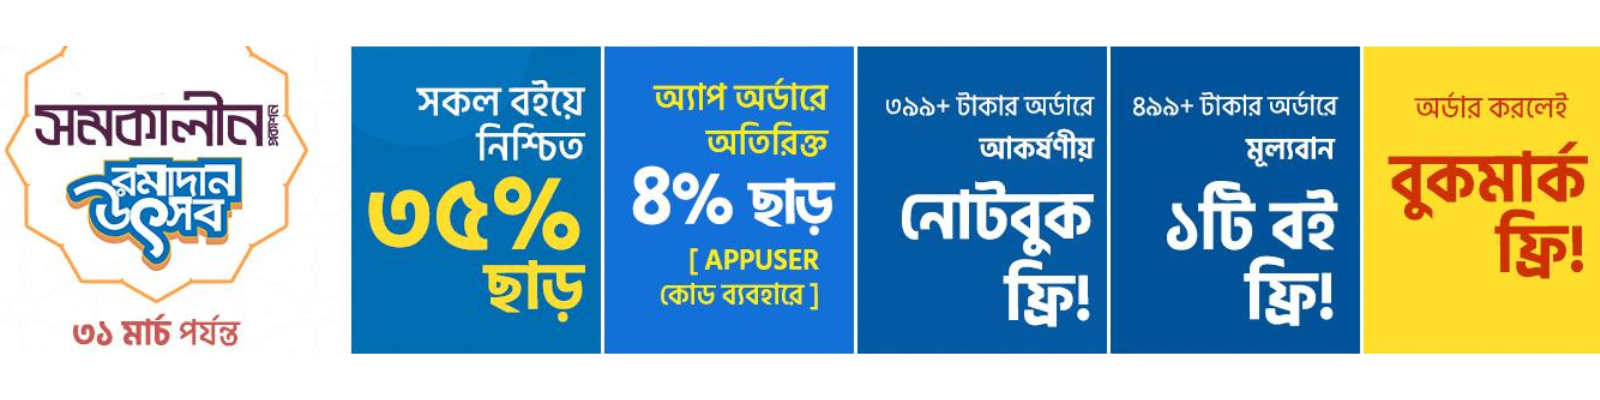 সমকালীন প্রকাশন
রমাদান
উৎসব
৩১ মার্চ পর্যন্ত
সকল বইয়ে
নিশ্চিত
৩৫%
ছাড়
অ্যাপ অর্ডারে
অতিরিক্ত
৪% ছাড়
[ APPUSER
কোড ব্যবহারে ]
৩৯৯+ টাকার অর্ডারে
আকর্ষণীয়
নোটবুক
ফ্রি!
৪৯৯+ টাকার অর্ডারে
মূল্যবান
১টি বই
ফ্রি!
অর্ডার করলেই
বুকমার্ক
ফ্রি!